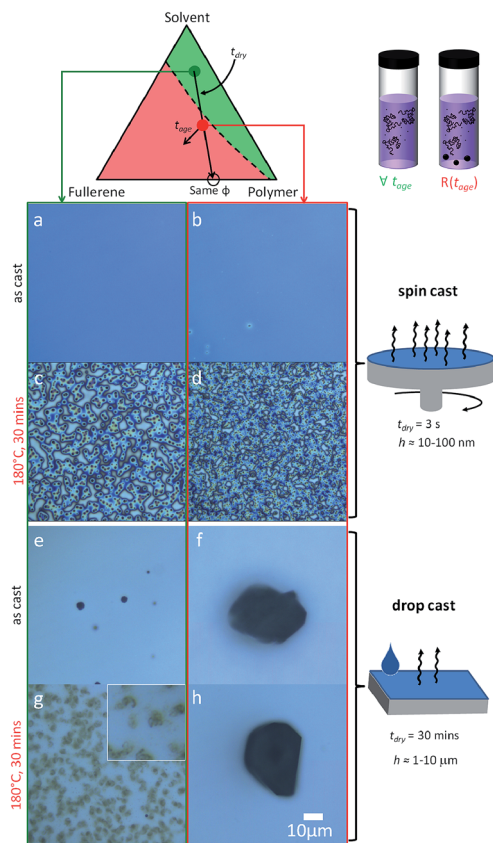 Solvent
t_dry
t_age
Fullerene
Same ϕ
Polymer
∀ t_age
R(t_age)
a
b
as cast
c
d
180°C, 30 mins
spin cast
t_dry = 3 s
h ≈ 10-100 nm
e
f
as cast
g
h
180°C, 30 mins
10μm
drop cast
t_dry = 30 mins
h ≈ 1-10 μm